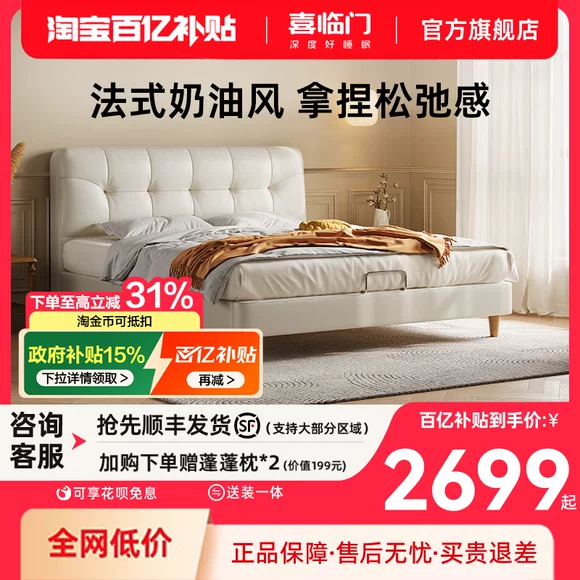 淘宝百亿补贴
喜临门
深度好睡眠
官方旗舰店
法式奶油风 拿捏松弛感
下单至高立减 31%
淘金币可抵扣
政府补贴15%
下拉详情领取>
百亿补贴
再减>
咨询
客服
抢先顺丰发货 SF (支持大部分区域)
加购下单赠蓬蓬枕*2 (价值199元)
百亿补贴到手价:¥
2699起
可享花呗免息
送装一体
全网低价
正品保障·售后无忧·买贵退差